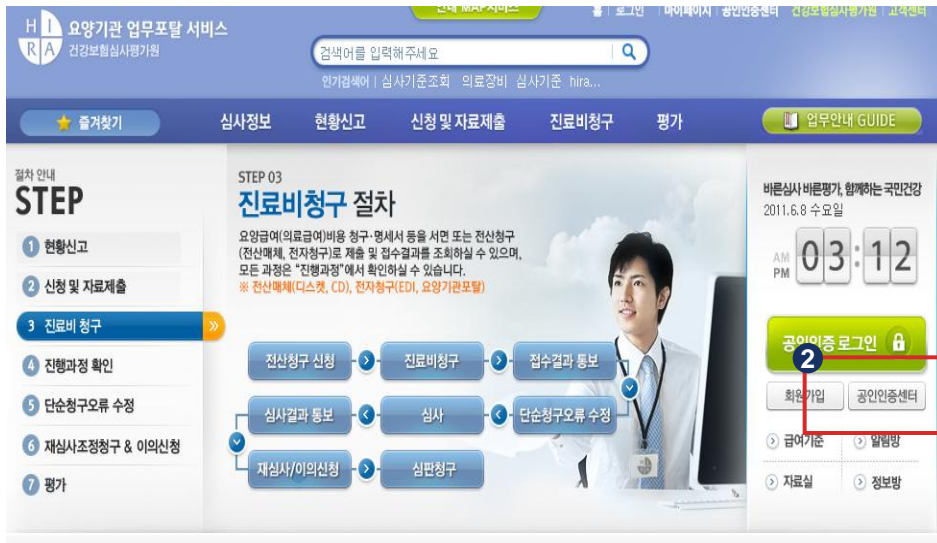 HI
RA
요양기관 업무포탈 서비스
건강보험심사평가원
안내 MAP서비스
홈 | 로그인 | 마이페이지 | 공인인증센터 건강보험심사평가원 | 고객센터
검색어를 입력해주세요
인기검색어 | 심사기준조회 의료장비 심사기준 hira...
즐겨찾기
심사정보 현황신고 신청 및 자료제출 진료비청구 평가
업무안내 GUIDE
절차 안내
STEP
1 현황신고
2 신청 및 자료제출
3 진료비 청구
4 진행과정 확인
5 단순청구오류 수정
6 재심사조정청구 & 이의신청
7 평가
STEP 03
진료비청구 절차
요양급여(의료급여)비용 청구·명세서 등을 서면 또는 전산청구
(전산매체, 전자청구)로 제출 및 접수결과를 조회하실 수 있으며,
모든 과정은 "진행과정"에서 확인하실 수 있습니다.
※ 전산매체(디스켓, CD), 전자청구(EDI, 요양기관포탈)
전산청구 신청 진료비청구 접수결과 통보
심사결과 통보 심사 단순청구오류 수정
재심사/이의신청 심판청구
바른심사 바른평가, 함께하는 국민건강
2011.6.8 수요일
AM
PM
03:12
공인인증 로그인
2
회원가입 공인인증센터
급여기준 알림방
자료실 정보방